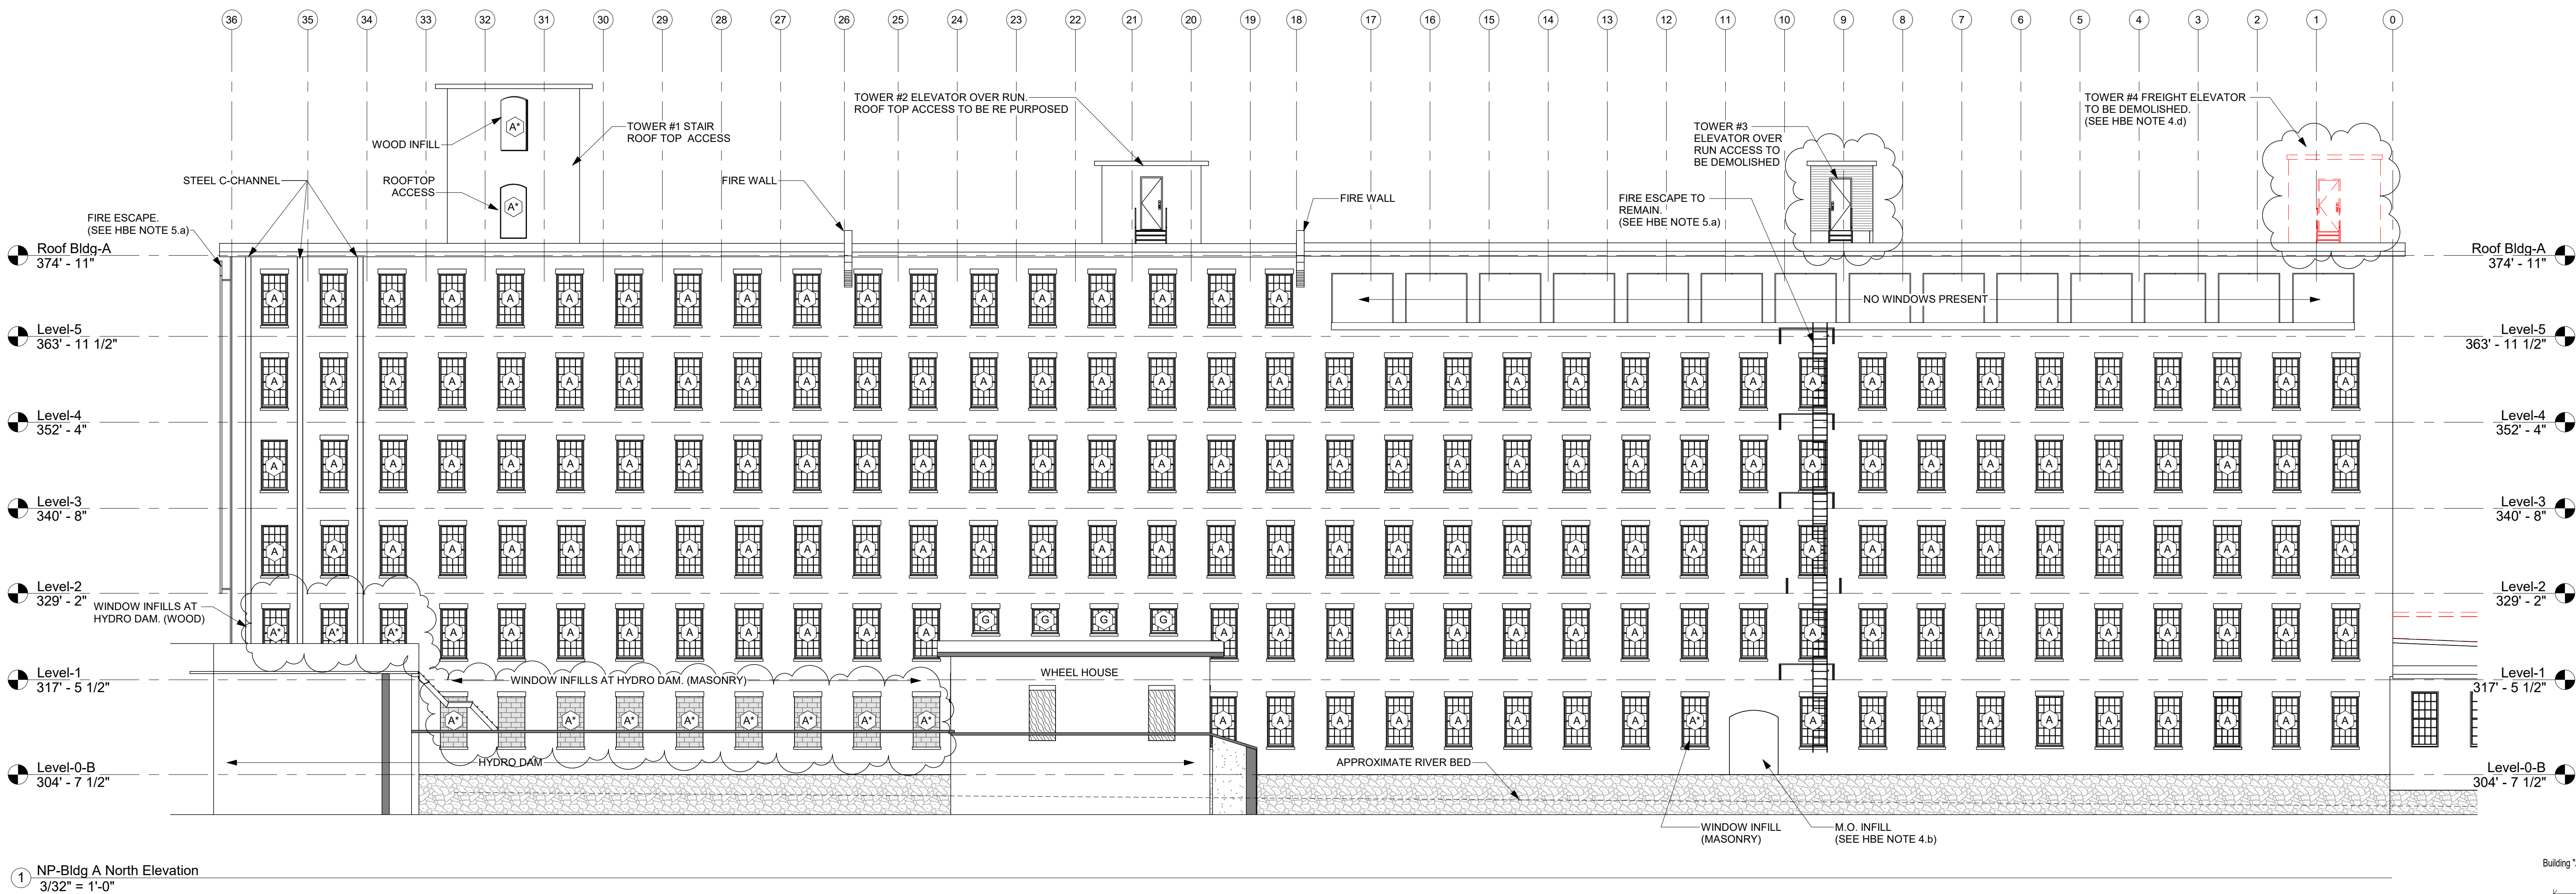 36 35 34 33 32 31 30 29 28 27 26 25 24 23 22 21 20 19 18 17 16 15 14 13 12 11 10 9 8 7 6 5 4 3 2 1 0
TOWER #2 ELEVATOR OVER RUN.
ROOF TOP ACCESS TO BE RE PURPOSED
TOWER #4 FREIGHT ELEVATOR
TO BE DEMOLISHED.
(SEE HBE NOTE 4.d)
A*
WOOD INFILL
TOWER #1 STAIR
ROOF TOP ACCESS
TOWER #3
ELEVATOR OVER
RUN ACCESS TO
BE DEMOLISHED
STEEL C-CHANNEL
ROOFTOP
ACCESS
A*
FIRE WALL
FIRE WALL
FIRE ESCAPE TO
REMAIN.
(SEE HBE NOTE 5.a)
FIRE ESCAPE.
(SEE HBE NOTE 5.a)
Roof Bldg-A
374' - 11"
Roof Bldg-A
374' - 11"
A A A A A A A A A A A A A A A A A A
NO WINDOWS PRESENT
Level-5
363' - 11 1/2"
Level-5
363' - 11 1/2"
A A A A A A A A A A A A A A A A A A A A A A A A A A A A A A A A A A A A
Level-4
352' - 4"
Level-4
352' - 4"
A A A A A A A A A A A A A A A A A A A A A A A A A A A A A A A A A A A A
Level-3
340' - 8"
Level-3
340' - 8"
A A A A A A A A A A A A A A A A A A A A A A A A A A A A A A A A A A A A
Level-2
329' - 2"
Level-2
329' - 2"
WINDOW INFILLS AT
HYDRO DAM. (WOOD)
A* A* A* A A A A A A A A A G G G G A A A A A A A A A A A A A A A A A A A A
Level-1
317' - 5 1/2"
Level-1
317' - 5 1/2"
WINDOW INFILLS AT HYDRO DAM. (MASONRY)
WHEEL HOUSE
A* A* A* A* A* A* A* A* A A A A A A A A A* A A A A A A A A A A
HYDRO DAM
APPROXIMATE RIVER BED
Level-0-B
304' - 7 1/2"
Level-0-B
304' - 7 1/2"
WINDOW INFILL
(MASONRY)
M.O. INFILL
(SEE HBE NOTE 4.b)
1 NP-Bldg A North Elevation
3/32" = 1'-0"
Building "